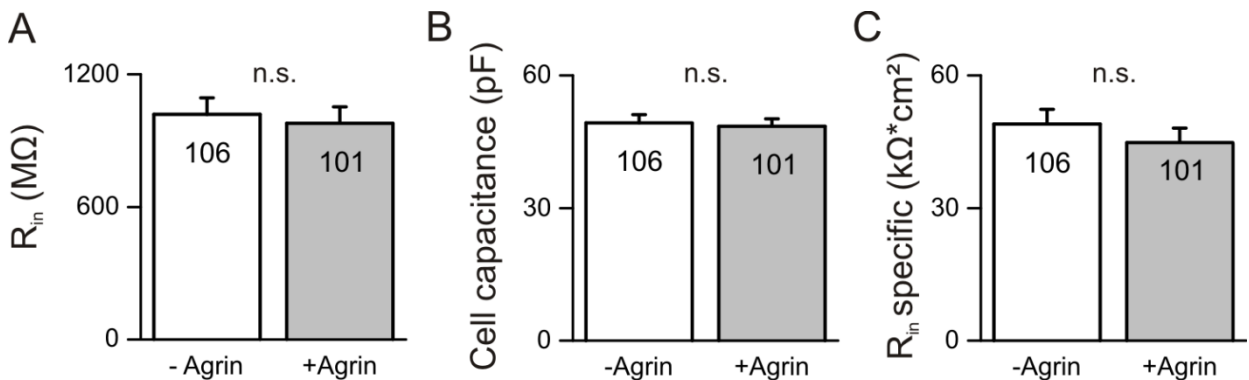 A
R_in (MΩ)
1200
600
0
n.s.
106
101
- Agrin
+Agrin
B
Cell capacitance (pF)
60
30
0
n.s.
106
101
-Agrin
+Agrin
C
R_in specific (kΩ*cm²)
60
30
0
n.s.
106
101
-Agrin
+Agrin